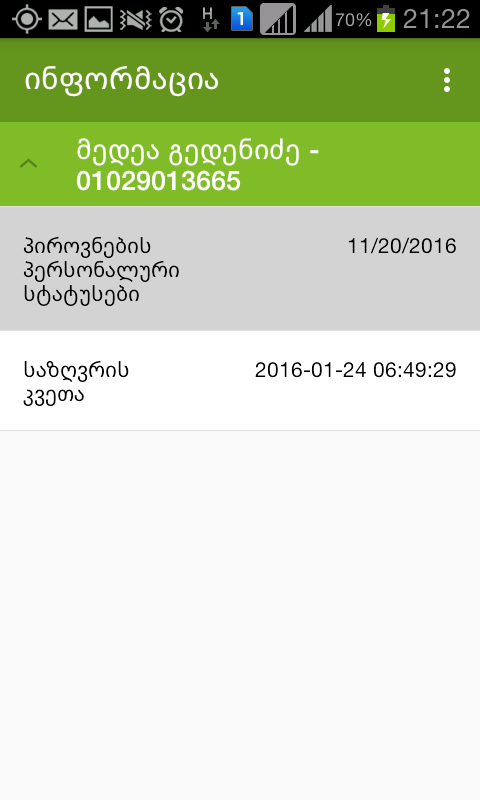 H 1 70% 21:22
ინფორმაცია
მედეა გედენიძე -
01029013665
პიროვნების 11/20/2016
პერსონალური
სტატუსები
საზღვრის 2016-01-24 06:49:29
კვეთა